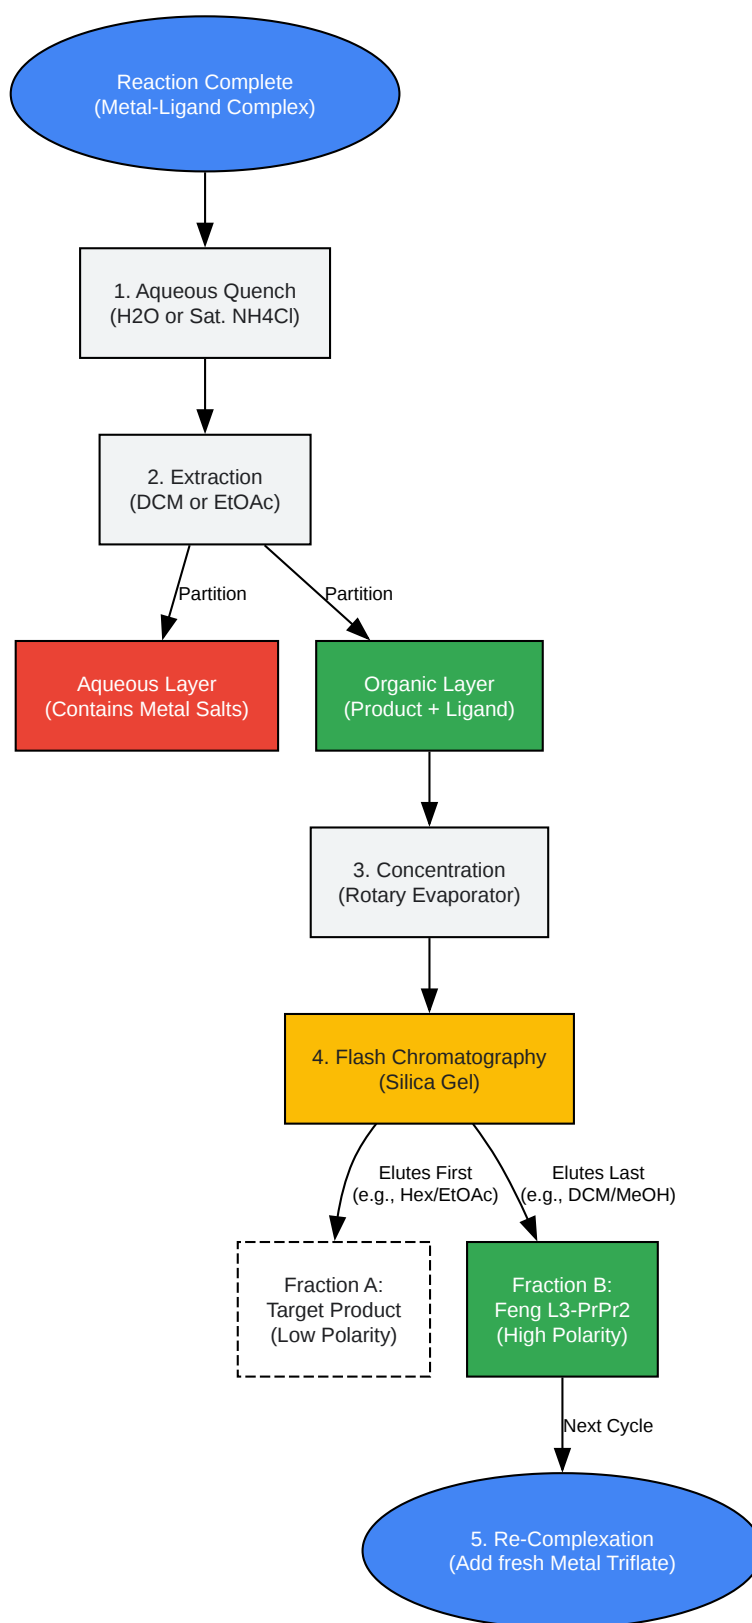 Reaction Complete
(Metal-Ligand Complex)
1. Aqueous Quench
(H2O or Sat. NH4Cl)
2. Extraction
(DCM or EtOAc)
Partition
Partition
Aqueous Layer
(Contains Metal Salts)
Organic Layer
(Product + Ligand)
3. Concentration
(Rotary Evaporator)
4. Flash Chromatography
(Silica Gel)
Elutes First
(e.g., Hex/EtOAc)
Elutes Last
(e.g., DCM/MeOH)
Fraction A:
Target Product
(Low Polarity)
Fraction B:
Feng L3-PrPr2
(High Polarity)
Next Cycle
5. Re-Complexation
(Add fresh Metal Triflate)